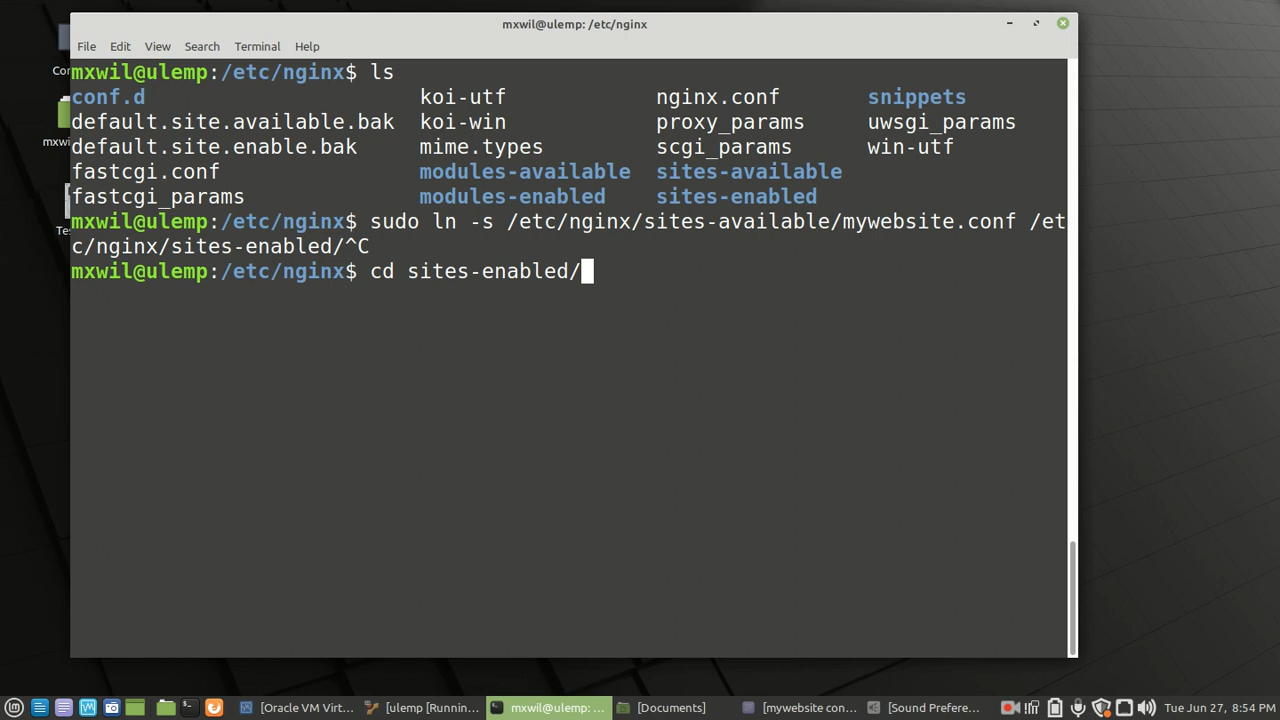 mxwil@ulemp: /etc/nginx
File Edit View Search Terminal Help
mxwil@ulemp:/etc/nginx$ ls
conf.d koi-utf nginx.conf snippets
default.site.available.bak koi-win proxy_params uwsgi_params
default.site.enable.bak mime.types scgi_params win-utf
fastcgi.conf modules-available sites-available
fastcgi_params modules-enabled sites-enabled
mxwil@ulemp:/etc/nginx$ sudo ln -s /etc/nginx/sites-available/mywebsite.conf /et
c/nginx/sites-enabled/^C
mxwil@ulemp:/etc/nginx$ cd sites-enabled/
[Oracle VM Virt... [ulemp [Runnin... mxwil@ulemp: ... [Documents] [mywebsite con... [Sound Prefere... Tue Jun 27, 8:54 PM